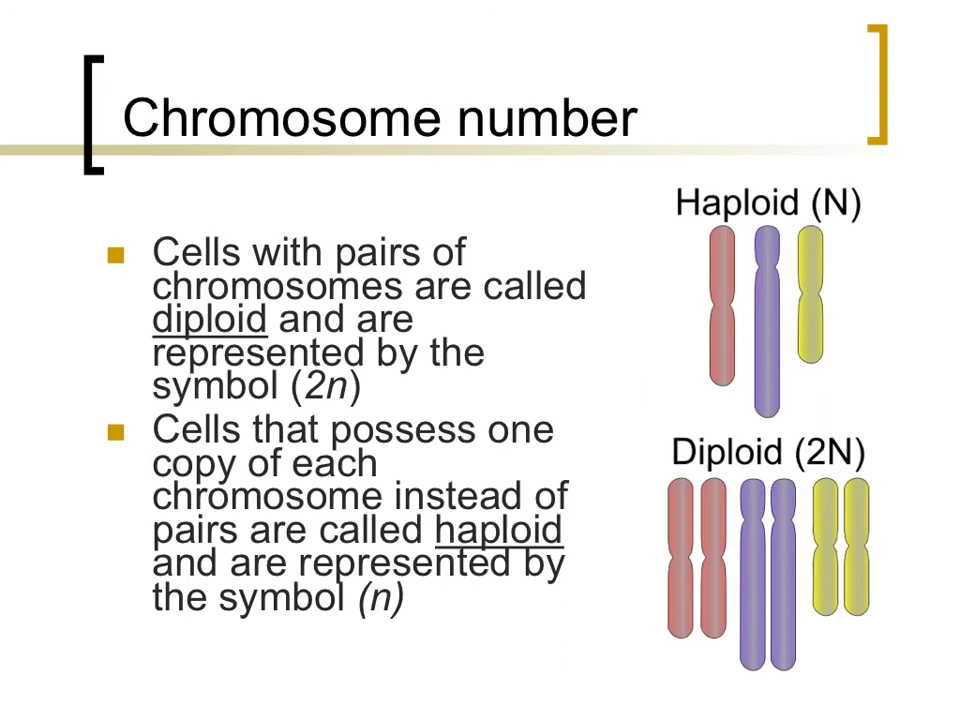 Chromosome number
Cells with pairs of
chromosomes are called
diploid and are
represented by the
symbol (2n)
Cells that possess one
copy of each
chromosome instead of
pairs are called haploid
and are represented by
the symbol (n)
Haploid (N)
Diploid (2N)